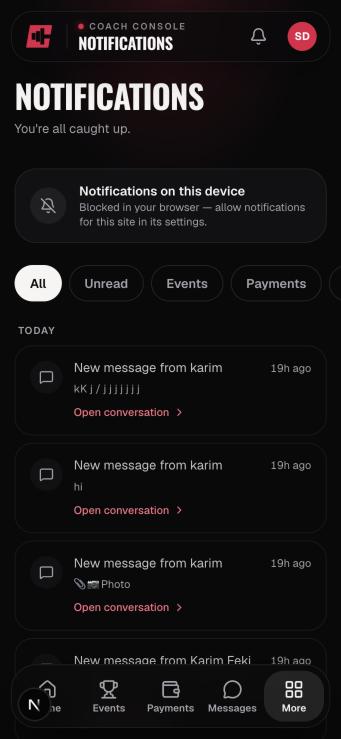 COACH CONSOLE
NOTIFICATIONS
SD
NOTIFICATIONS
You're all caught up.
Notifications on this device
Blocked in your browser — allow notifications
for this site in its settings.
All
Unread
Events
Payments
TODAY
New message from karim
19h ago
kK j / j j j j j j j
Open conversation
New message from karim
19h ago
hi
Open conversation
New message from karim
19h ago
📎📷Photo
Open conversation
New message from Karim Feki
19h ago
N
Events
Payments
Messages
More